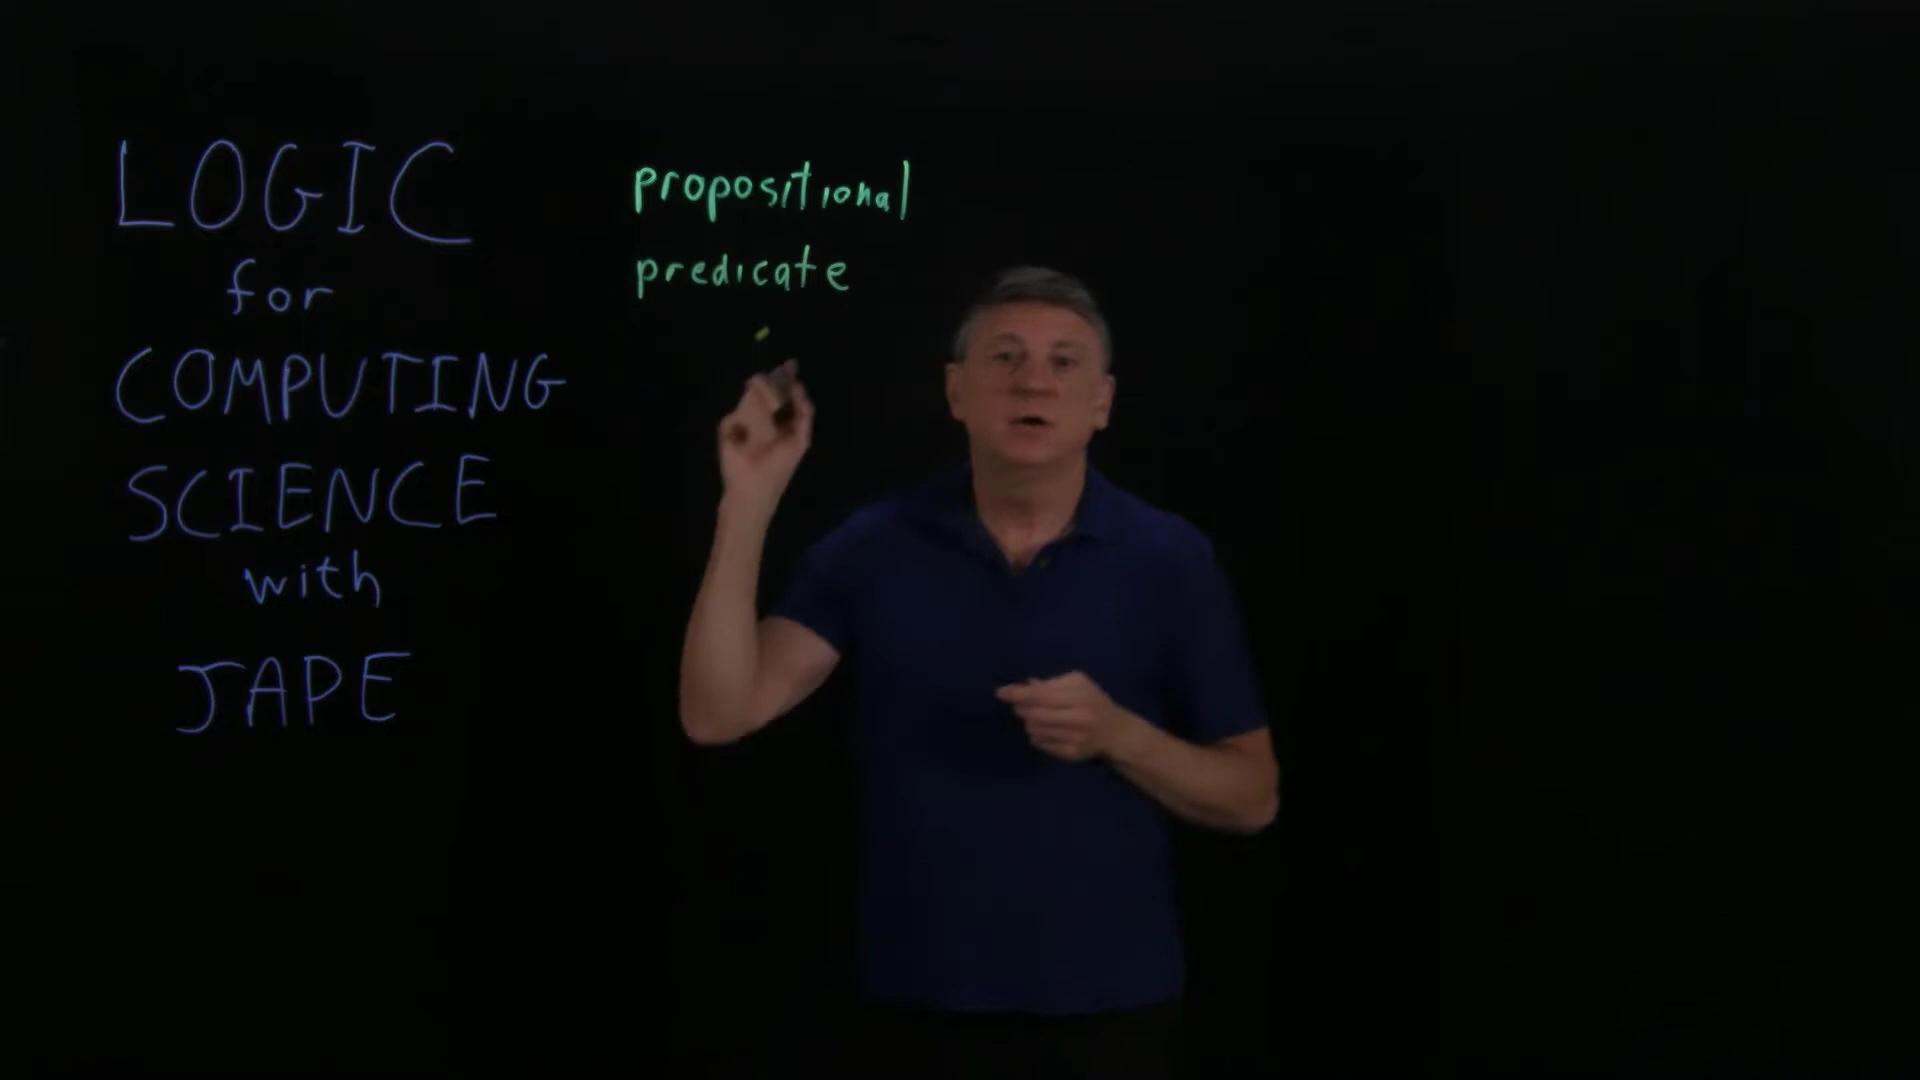 LOGIC
for
COMPUTING
SCIENCE
with
JAPE
propositional
predicate